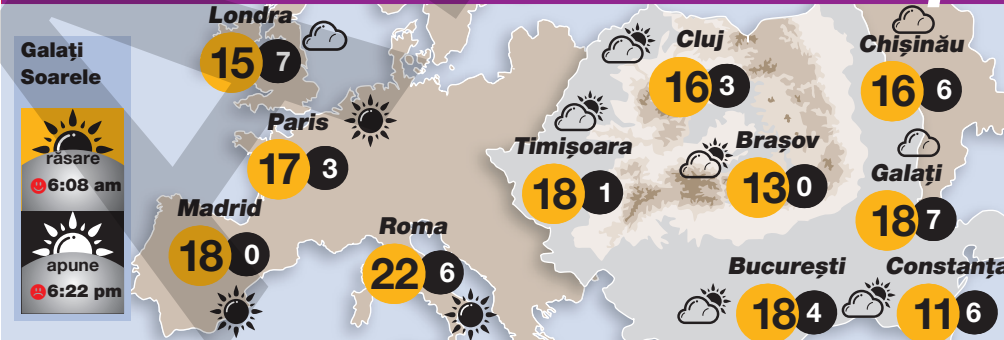 Galați
Soarele
răsare
6:08 am
apune
6:22 pm
Londra
15 7
Paris
17 3
Madrid
18 0
Roma
22 6
Cluj
16 3
Timișoara
18 1
Brașov
13 0
București
18 4
Chișinău
16 6
Galați
18 7
Constanța
11 6